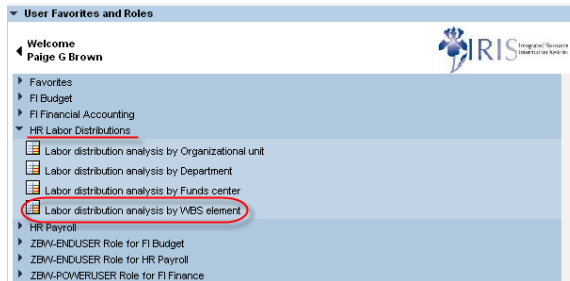 User Favorites and Roles
Welcome
Paige G Brown
IRIS
Integrated Resource
Information System
Favorites
FI Budget
FI Financial Accounting
HR Labor Distributions
Labor distribution analysis by Organizational unit
Labor distribution analysis by Department
Labor distribution analysis by Funds center
Labor distribution analysis by WBS element
HR Payroll
ZBW-ENDUSER Role for FI Budget
ZBW-ENDUSER Role for HR Payroll
ZBW-POWERUSER Role for FI Finance